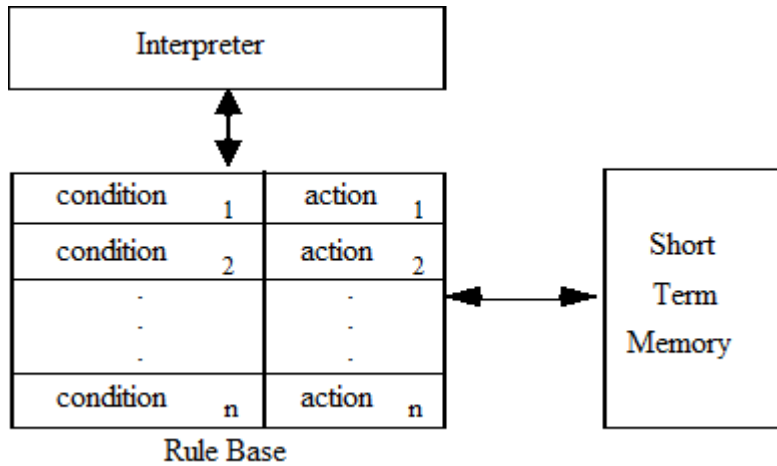 Interpreter
condition 1 action 1
condition 2 action 2
. .
. .
. .
condition n action n
Rule Base
Short
Term
Memory